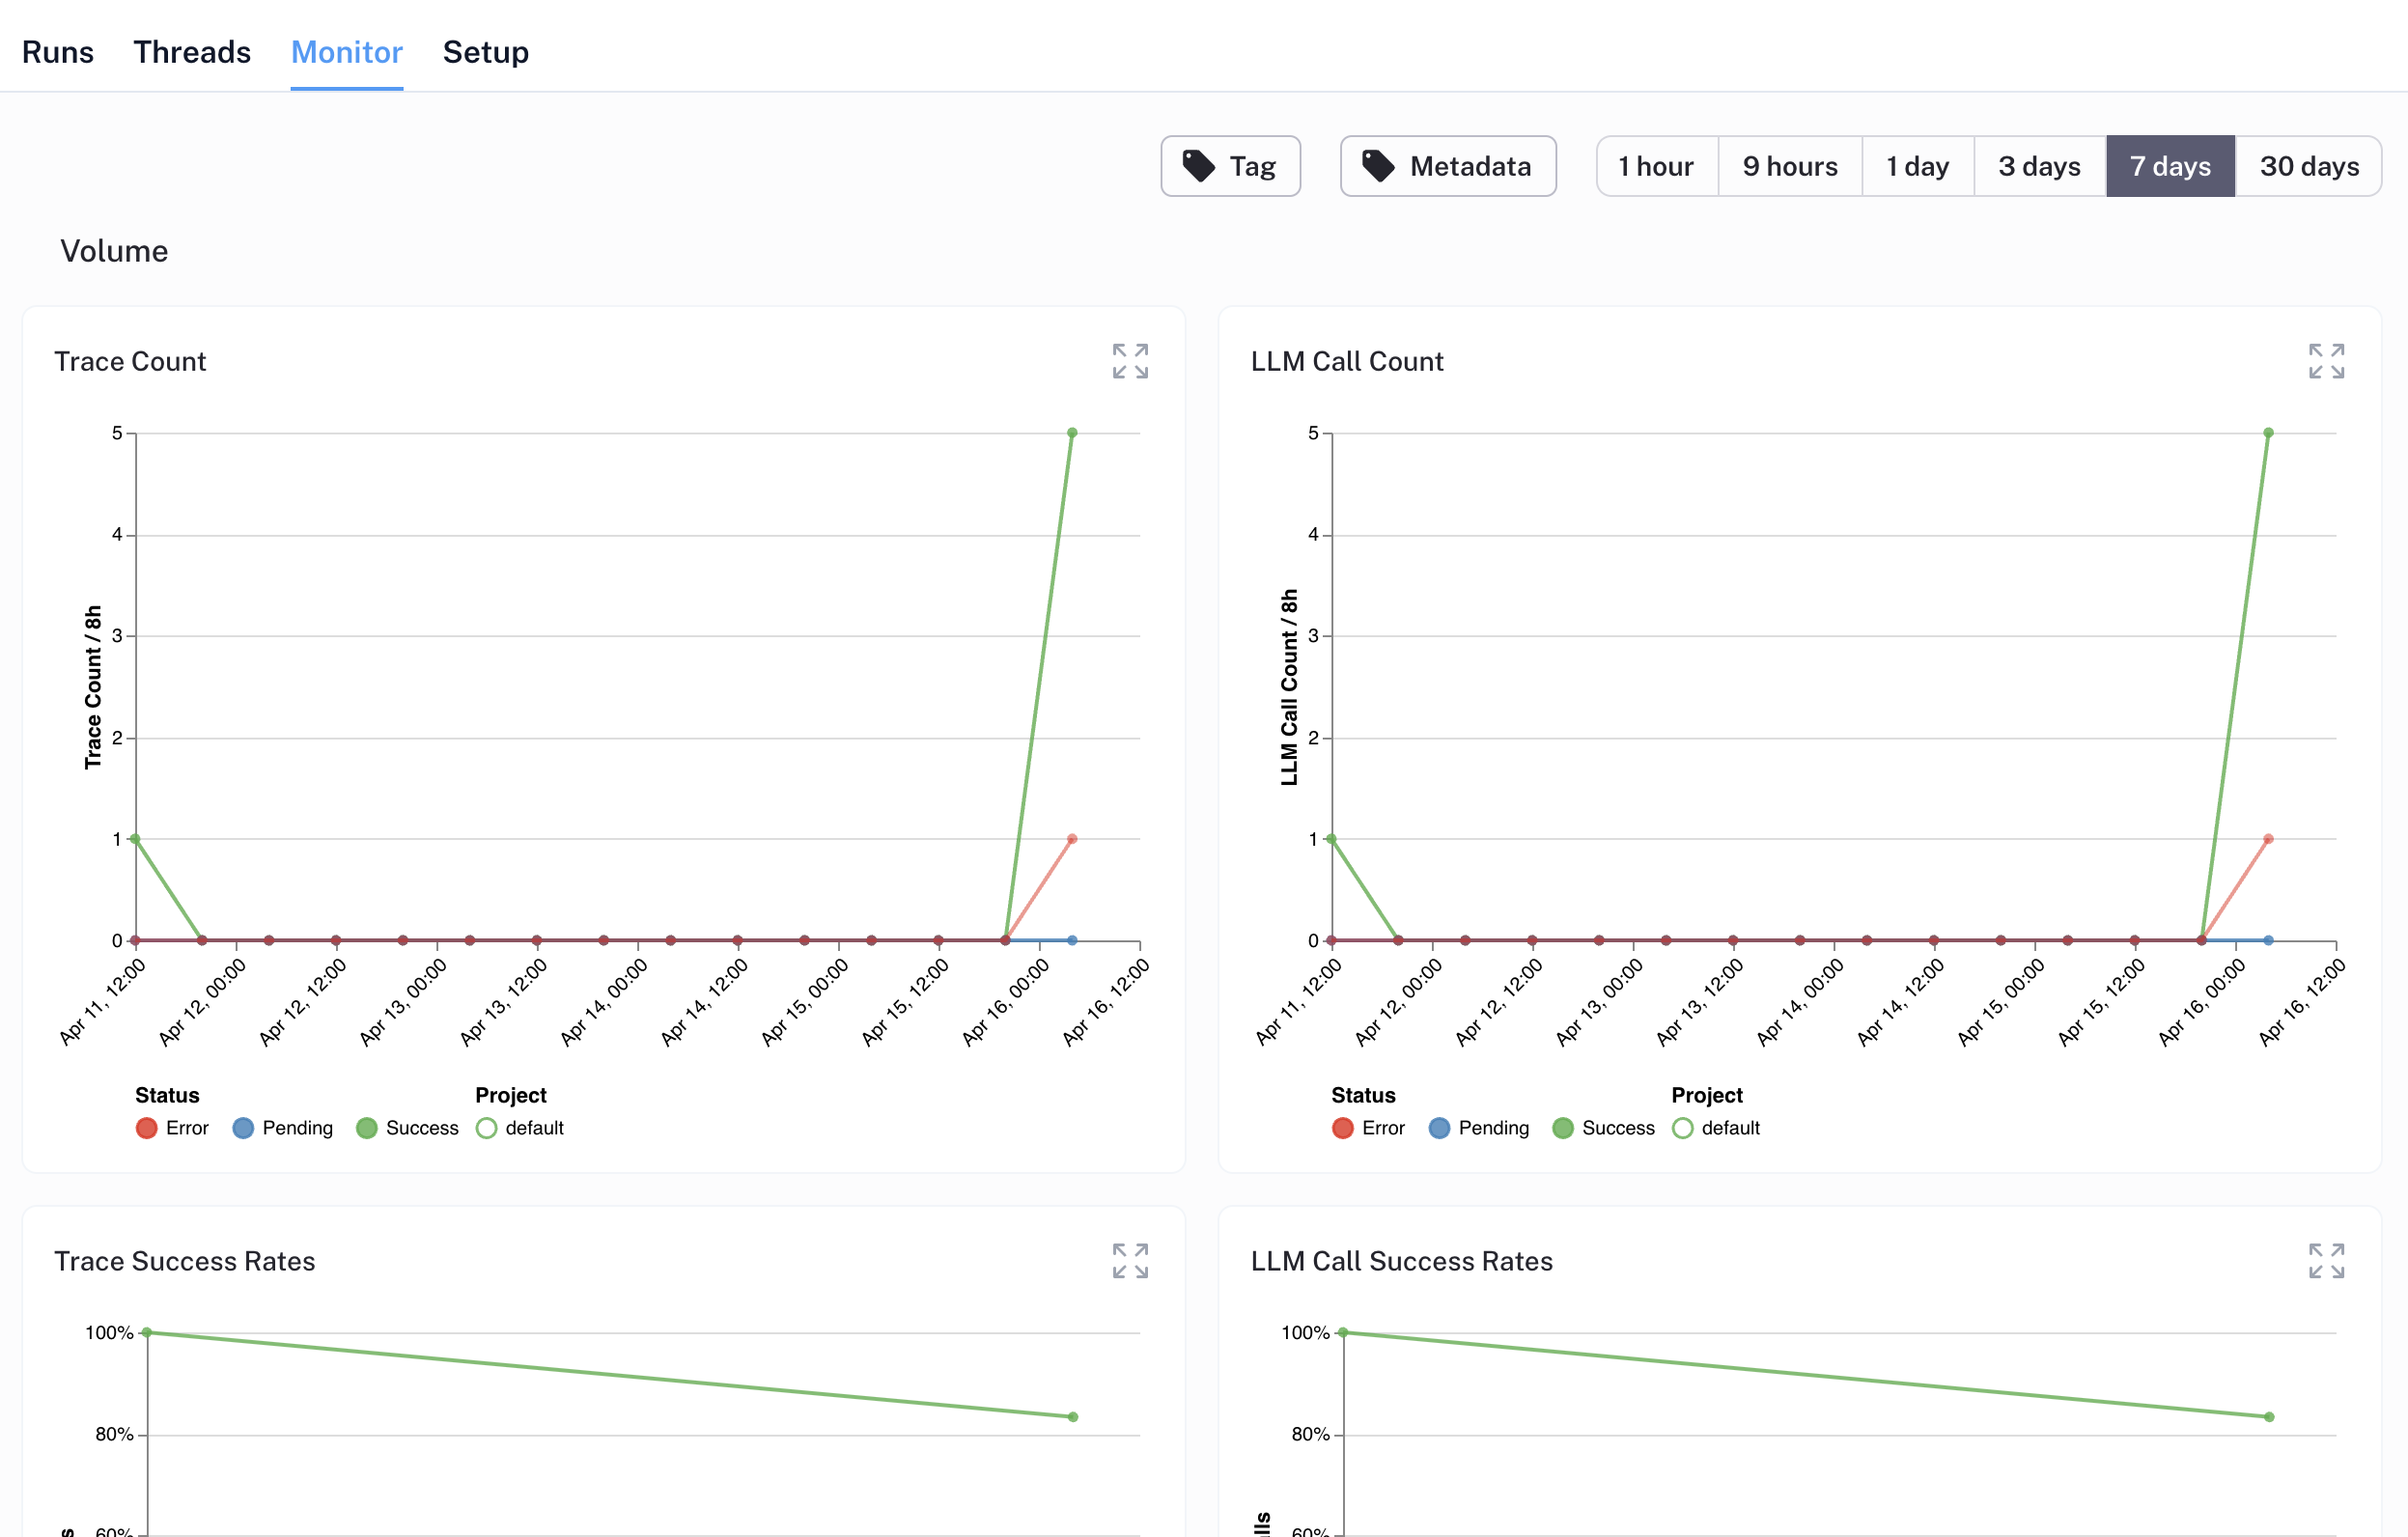 Runs Threads Monitor Setup
Tag Metadata 1 hour 9 hours 1 day 3 days 7 days 30 days
Volume
Trace Count
5
4
3
2
1
0
Trace Count / 8h
Apr 11, 12:00 Apr 12, 00:00 Apr 12, 12:00 Apr 13, 00:00 Apr 13, 12:00 Apr 14, 00:00 Apr 14, 12:00 Apr 15, 00:00 Apr 15, 12:00 Apr 16, 00:00 Apr 16, 12:00
Status Project
Error Pending Success default
LLM Call Count
5
4
3
2
1
0
LLM Call Count / 8h
Apr 11, 12:00 Apr 12, 00:00 Apr 12, 12:00 Apr 13, 00:00 Apr 13, 12:00 Apr 14, 00:00 Apr 14, 12:00 Apr 15, 00:00 Apr 15, 12:00 Apr 16, 00:00 Apr 16, 12:00
Status Project
Error Pending Success default
Trace Success Rates
100%
80%
60%
LLM Call Success Rates
100%
80%
60%